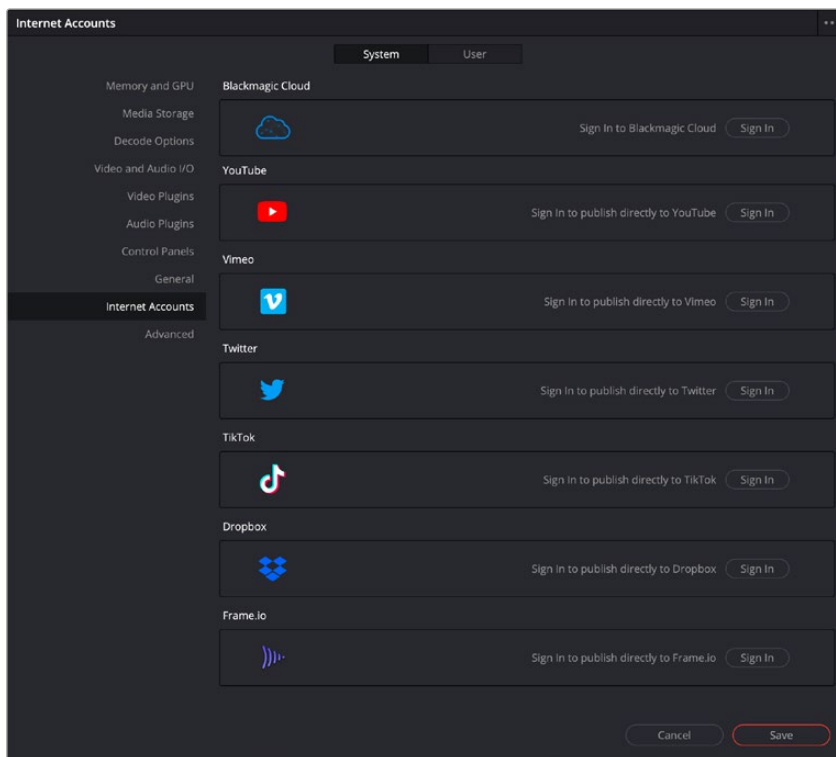 Internet Accounts
System
User
Memory and GPU
Media Storage
Decode Options
Video and Audio I/O
Video Plugins
Audio Plugins
Control Panels
General
Internet Accounts
Advanced
Blackmagic Cloud
Sign In to Blackmagic Cloud
Sign In
YouTube
Sign In to publish directly to YouTube
Sign In
Vimeo
Sign In to publish directly to Vimeo
Sign In
Twitter
Sign In to publish directly to Twitter
Sign In
TikTok
Sign In to publish directly to TikTok
Sign In
Dropbox
Sign In to publish directly to Dropbox
Sign In
Frame.io
Sign In to publish directly to Frame.io
Sign In
Cancel
Save